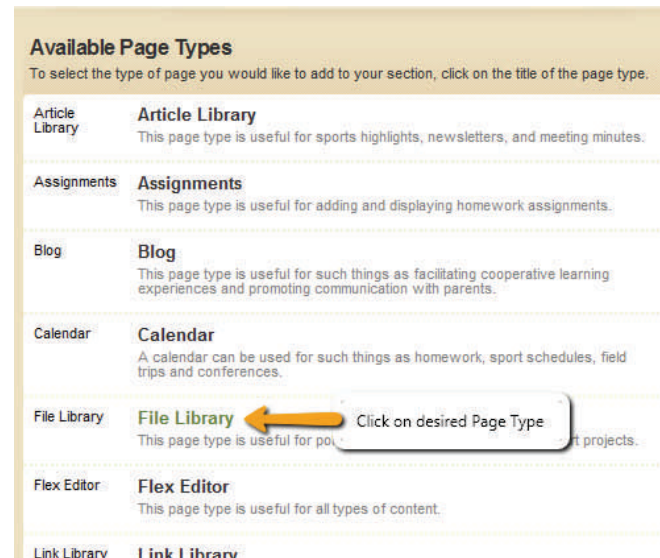 Available Page Types
To select the type of page you would like to add to your section, click on the title of the page type.
Article Library
Article Library
This page type is useful for sports highlights, newsletters, and meeting minutes.
Assignments
Assignments
This page type is useful for adding and displaying homework assignments.
Blog
Blog
This page type is useful for such things as facilitating cooperative learning
experiences and promoting communication with parents.
Calendar
Calendar
A calendar can be used for such things as homework, sport schedules, field
trips and conferences.
File Library
File Library
Click on desired Page Type
This page type is useful for projects.
Flex Editor
Flex Editor
This page type is useful for all types of content.
Link Library
Link Library